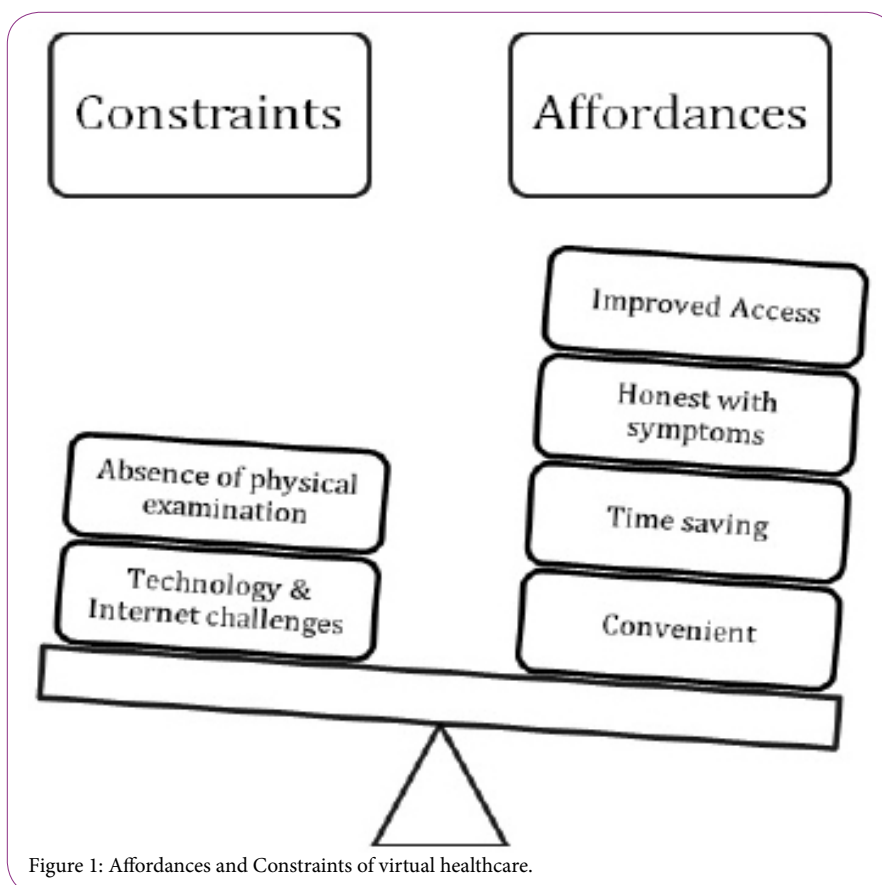 Constraints
Affordances
Improved Access
Honest with
symptoms
Time saving
Convenient
Absence of physical
examination
Technology &
Internet challenges
Figure 1: Affordances and Constraints of virtual healthcare.